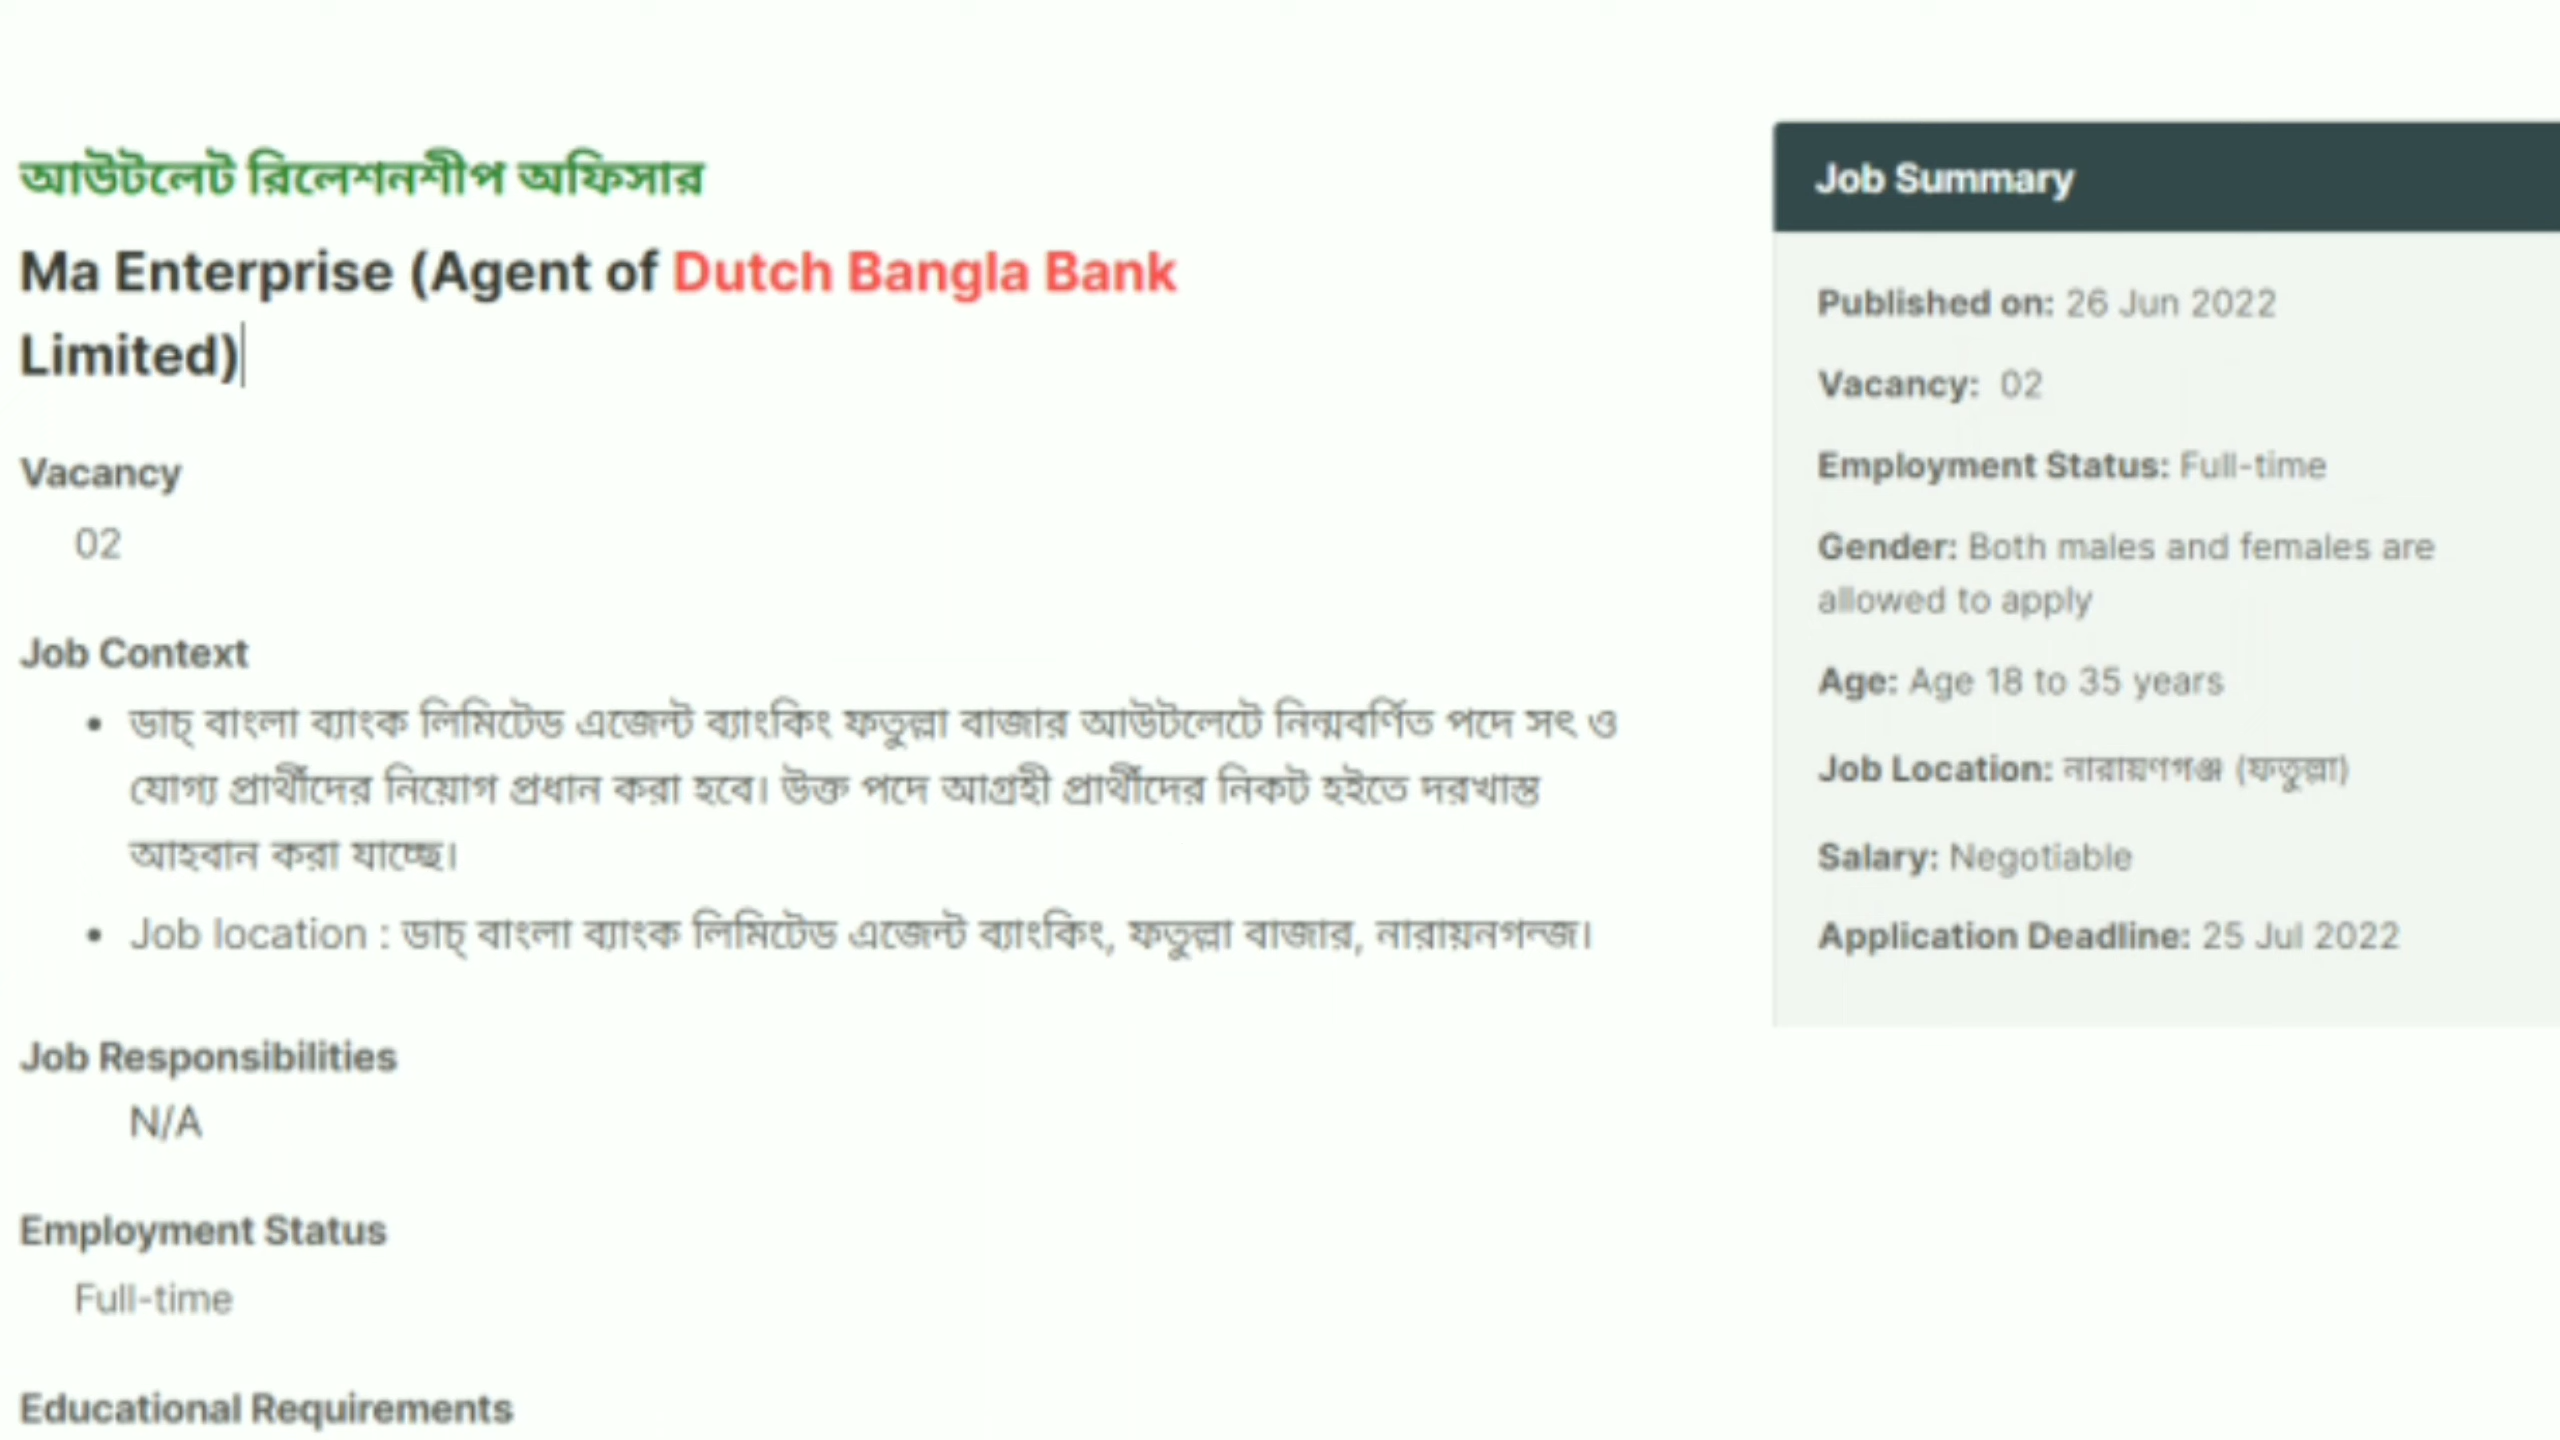 আউটলেট রিলেশনশীপ অফিসার
Ma Enterprise (Agent of Dutch Bangla Bank
Limited)
Vacancy
02
Job Context
• ডাচ্ বাংলা ব্যাংক লিমিটেড এজেন্ট ব্যাংকিং ফতুল্লা বাজার আউটলেটে নিন্মবর্ণিত পদে সৎ ও
যোগ্য প্রার্থীদের নিয়োগ প্রধান করা হবে। উক্ত পদে আগ্রহী প্রার্থীদের নিকট হইতে দরখাস্ত
আহবান করা যাচ্ছে।
• Job location : ডাচ্ বাংলা ব্যাংক লিমিটেড এজেন্ট ব্যাংকিং, ফতুল্লা বাজার, নারায়নগন্জ।
Job Responsibilities
N/A
Employment Status
Full-time
Educational Requirements
Job Summary
Published on: 26 Jun 2022
Vacancy: 02
Employment Status: Full-time
Gender: Both males and females are
allowed to apply
Age: Age 18 to 35 years
Job Location: নারায়ণগঞ্জ (ফতুল্লা)
Salary: Negotiable
Application Deadline: 25 Jul 2022